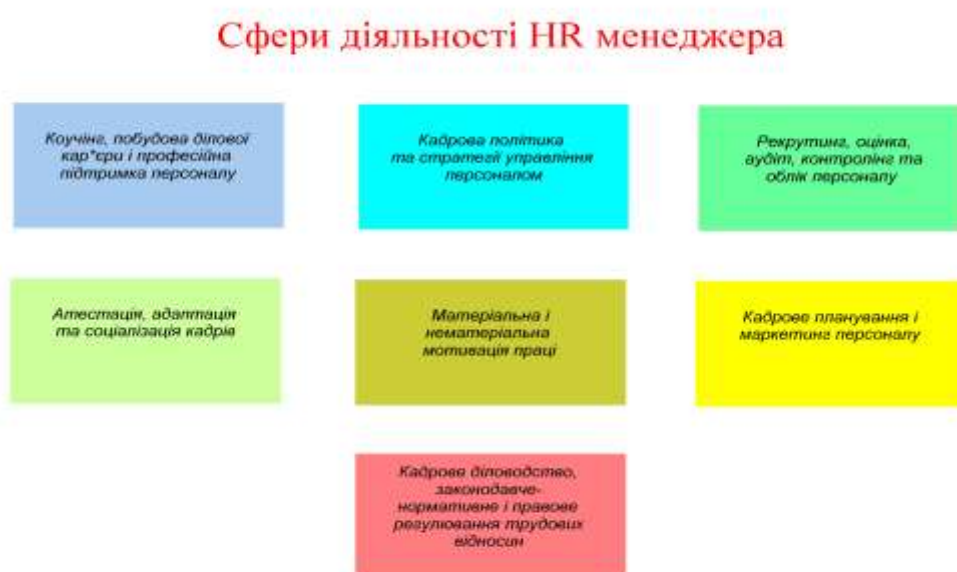 Сфери діяльності HR менеджера
Коучінг, побудова ділової
кар*єри і професійна
підтримка персоналу
Кадрова політика
та стратегії управління
персоналом
Рекрутинг, оцінка,
аудіт, контролінг та
облік персоналу
Атестація, адаптація
та соціалізація кадрів
Матеріальна і
нематеріальна
мотивація праці
Кадрове планування і
маркетинг персоналу
Кадрове діловодство,
законодавче-
нормативне і правове
регулювання трудових
відносин